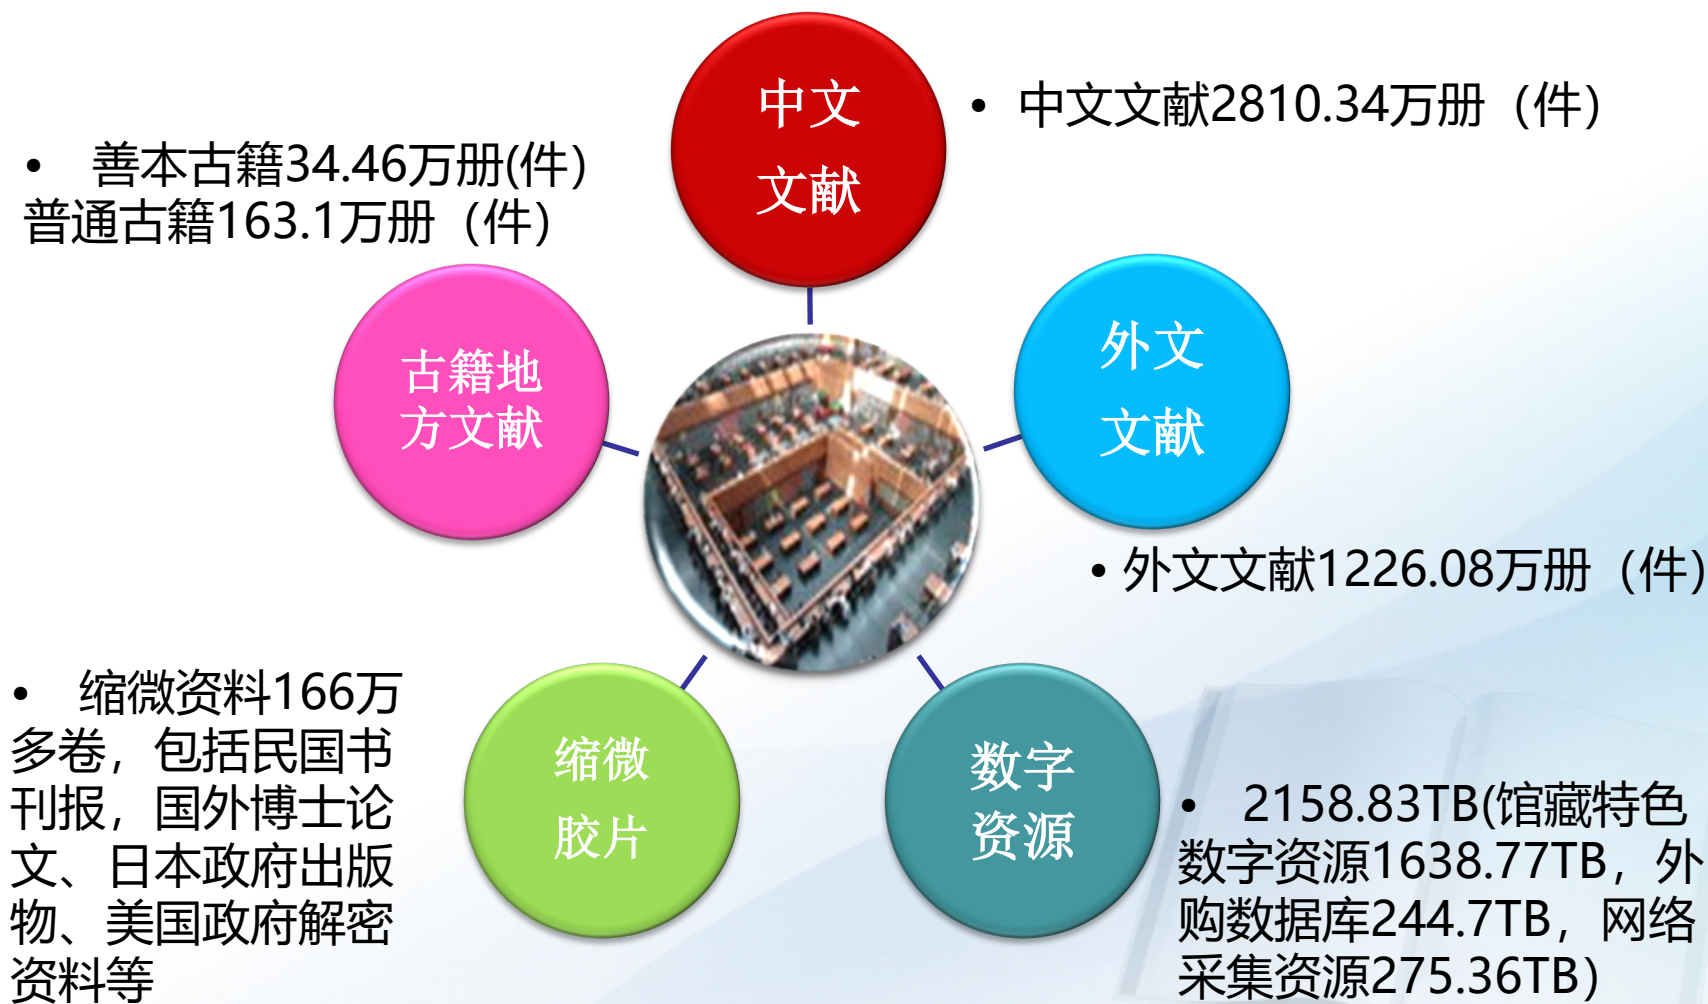 中文
文献
• 中文文献2810.34万册（件）
• 善本古籍34.46万册(件）
普通古籍163.1万册（件）
古籍地
方文献
外文
文献
• 外文文献1226.08万册（件）
• 缩微资料166万
多卷，包括民国书
刊报，国外博士论
文、日本政府出版
物、美国政府解密
资料等
缩微
胶片
数字
资源
• 2158.83TB(馆藏特色
数字资源1638.77TB，外
购数据库244.7TB，网络
采集资源275.36TB）